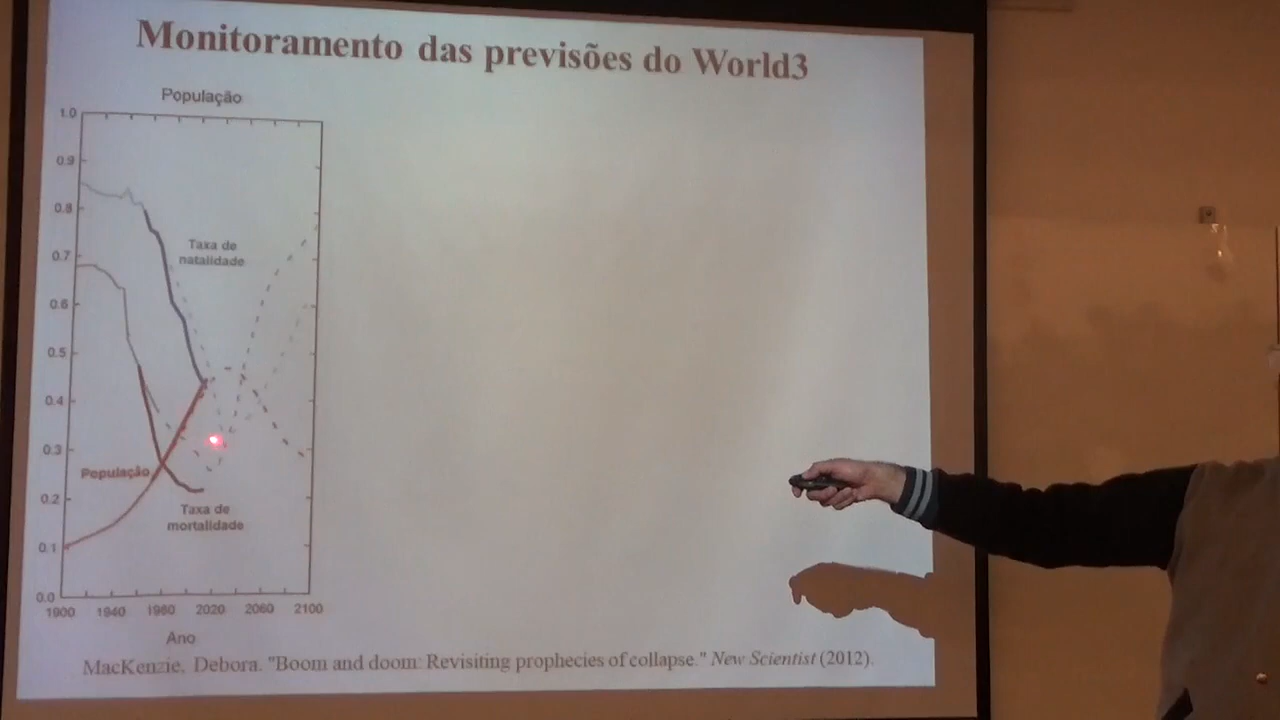 Monitoramento das previsões do World3
População
1.0
0.9
0.8
0.7
0.6
0.5
0.4
0.3
0.2
0.1
0.0
Taxa de
natalidade
População
Taxa de
mortalidade
1900 1940 1980 2020 2060 2100
Ano
MacKenzie, Debora. "Boom and doom: Revisiting prophecies of collapse." New Scientist (2012).